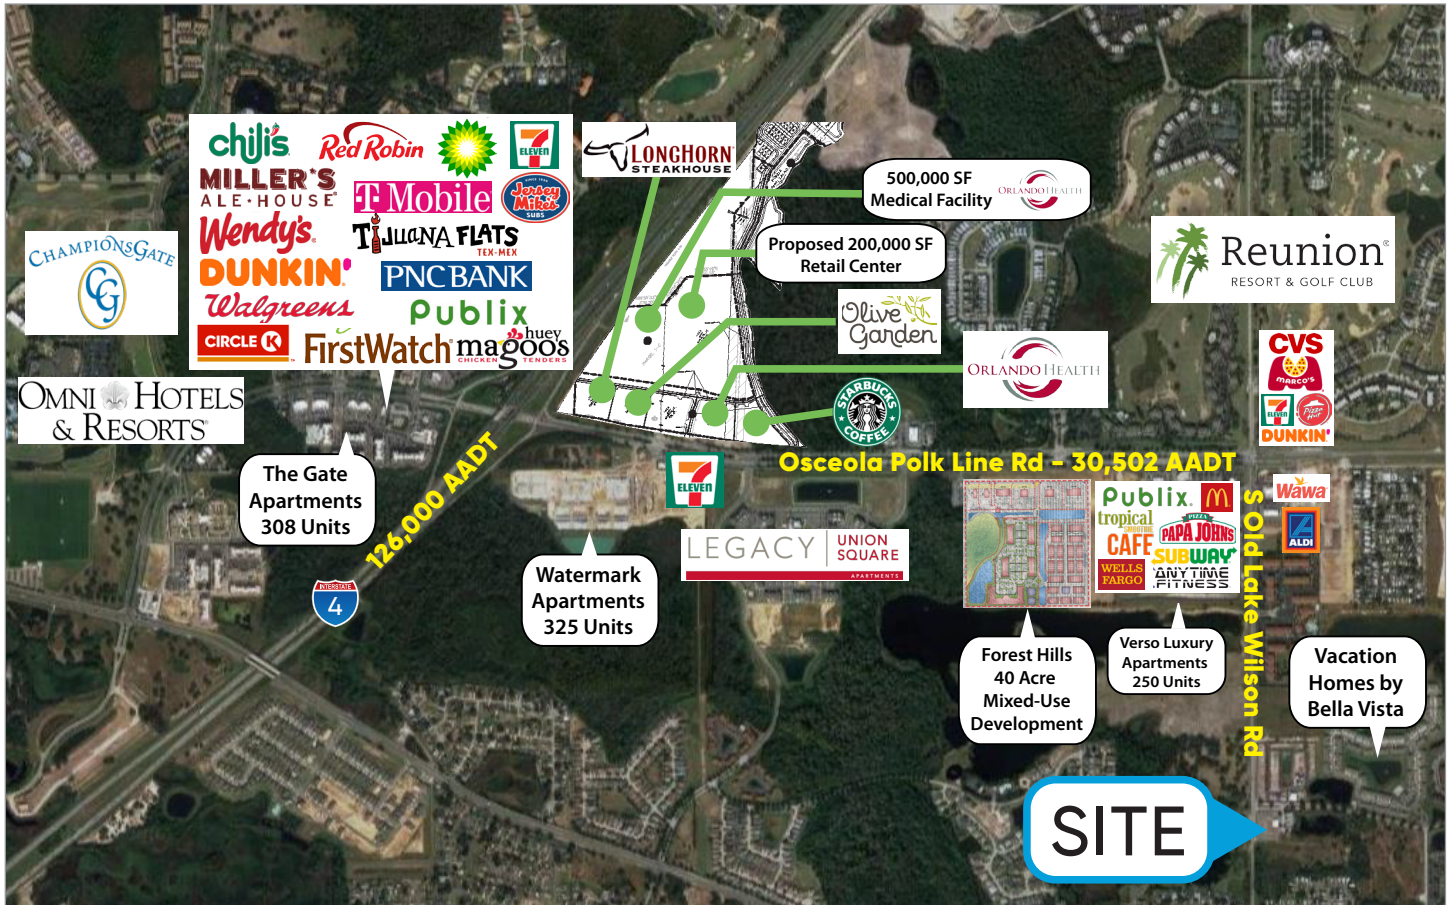 chili's
Red Robin
7 ELEVEN
MILLER'S
ALE★HOUSE
T Mobile
SINCE 1956
Jersey
Mike's
SUBS
Wendy's
TiJUANA FLATS
TEX-MEX
DUNKIN'
PNC BANK
Walgreens
Publix
CIRCLE K
FirstWatch
huey
magoo's
CHICKEN TENDERS
LONGHORN
STEAKHOUSE
500,000 SF
Medical Facility
ORLANDO HEALTH
Proposed 200,000 SF
Retail Center
Olive
Garden
ORLANDO HEALTH
STARBUCKS
COFFEE
CHAMPIONSGATE
CG
OMNI HOTELS
& RESORTS
Reunion
RESORT & GOLF CLUB
CVS
MARCO'S
7 ELEVEN
Pizza
Hut
DUNKIN'
The Gate
Apartments
308 Units
126,000 AADT
INTERSTATE
4
7 ELEVEN
Osceola Polk Line Rd - 30,502 AADT
Watermark
Apartments
325 Units
LEGACY
UNION
SQUARE
APARTMENTS
Publix
M
tropical
SMOOTHIE
CAFE
PIZZA
PAPA JOHNS
SUBWAY
WELLS
FARGO
ANYTIME
FITNESS
Wawa
ALDI
S Old Lake Wilson Rd
Forest Hills
40 Acre
Mixed-Use
Development
Verso Luxury
Apartments
250 Units
Vacation
Homes by
Bella Vista
SITE